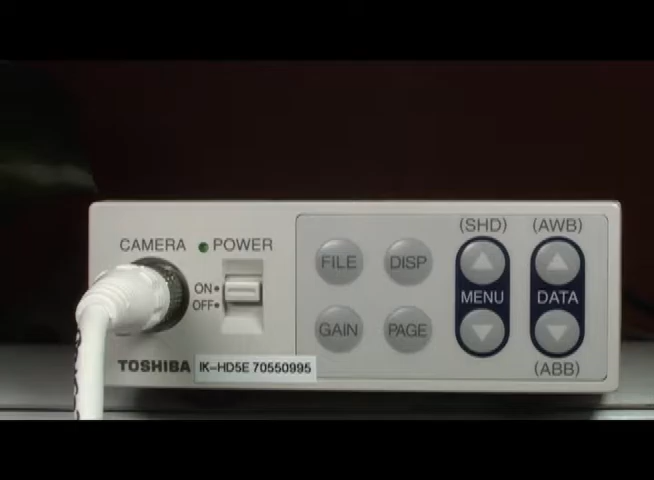 CAMERA POWER
ON
OFF
TOSHIBA IK-HD5E 70550995
FILE DISP
GAIN PAGE
(SHD) (AWB)
MENU DATA
(ABB)